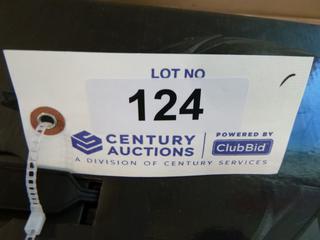 LOT NO
124
CENTURY AUCTIONS
POWERED BY
ClubBid
A DIVISION OF CENTURY SERVICES